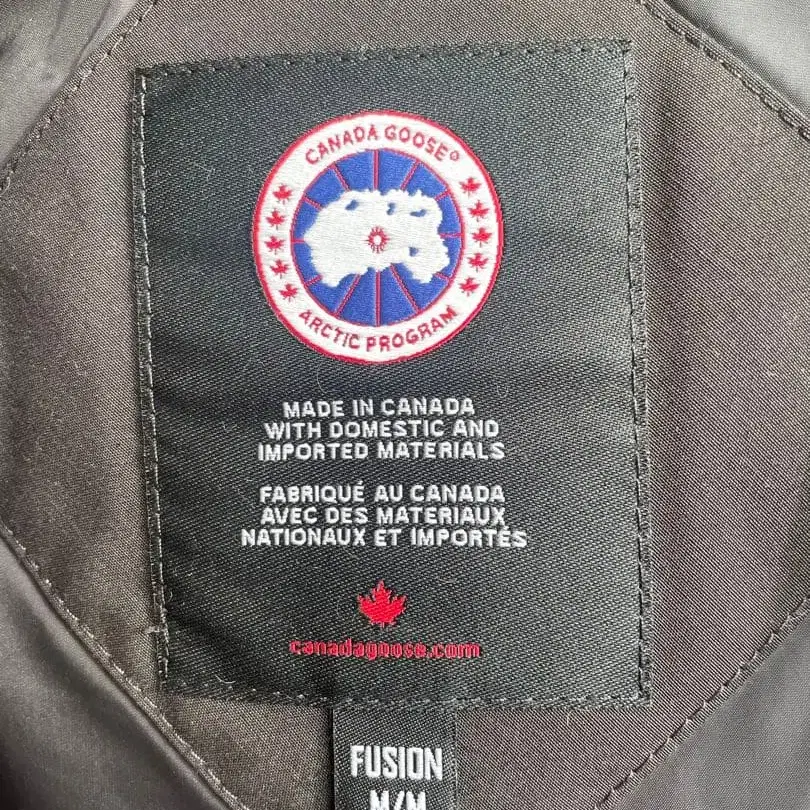 CANADA GOOSE®
ARCTIC PROGRAM
MADE IN CANADA
WITH DOMESTIC AND
IMPORTED MATERIALS
FABRIQUÉ AU CANADA
AVEC DES MATERIAUX
NATIONAUX ET IMPORTÉS
canadagoose.com
FUSION
M/M